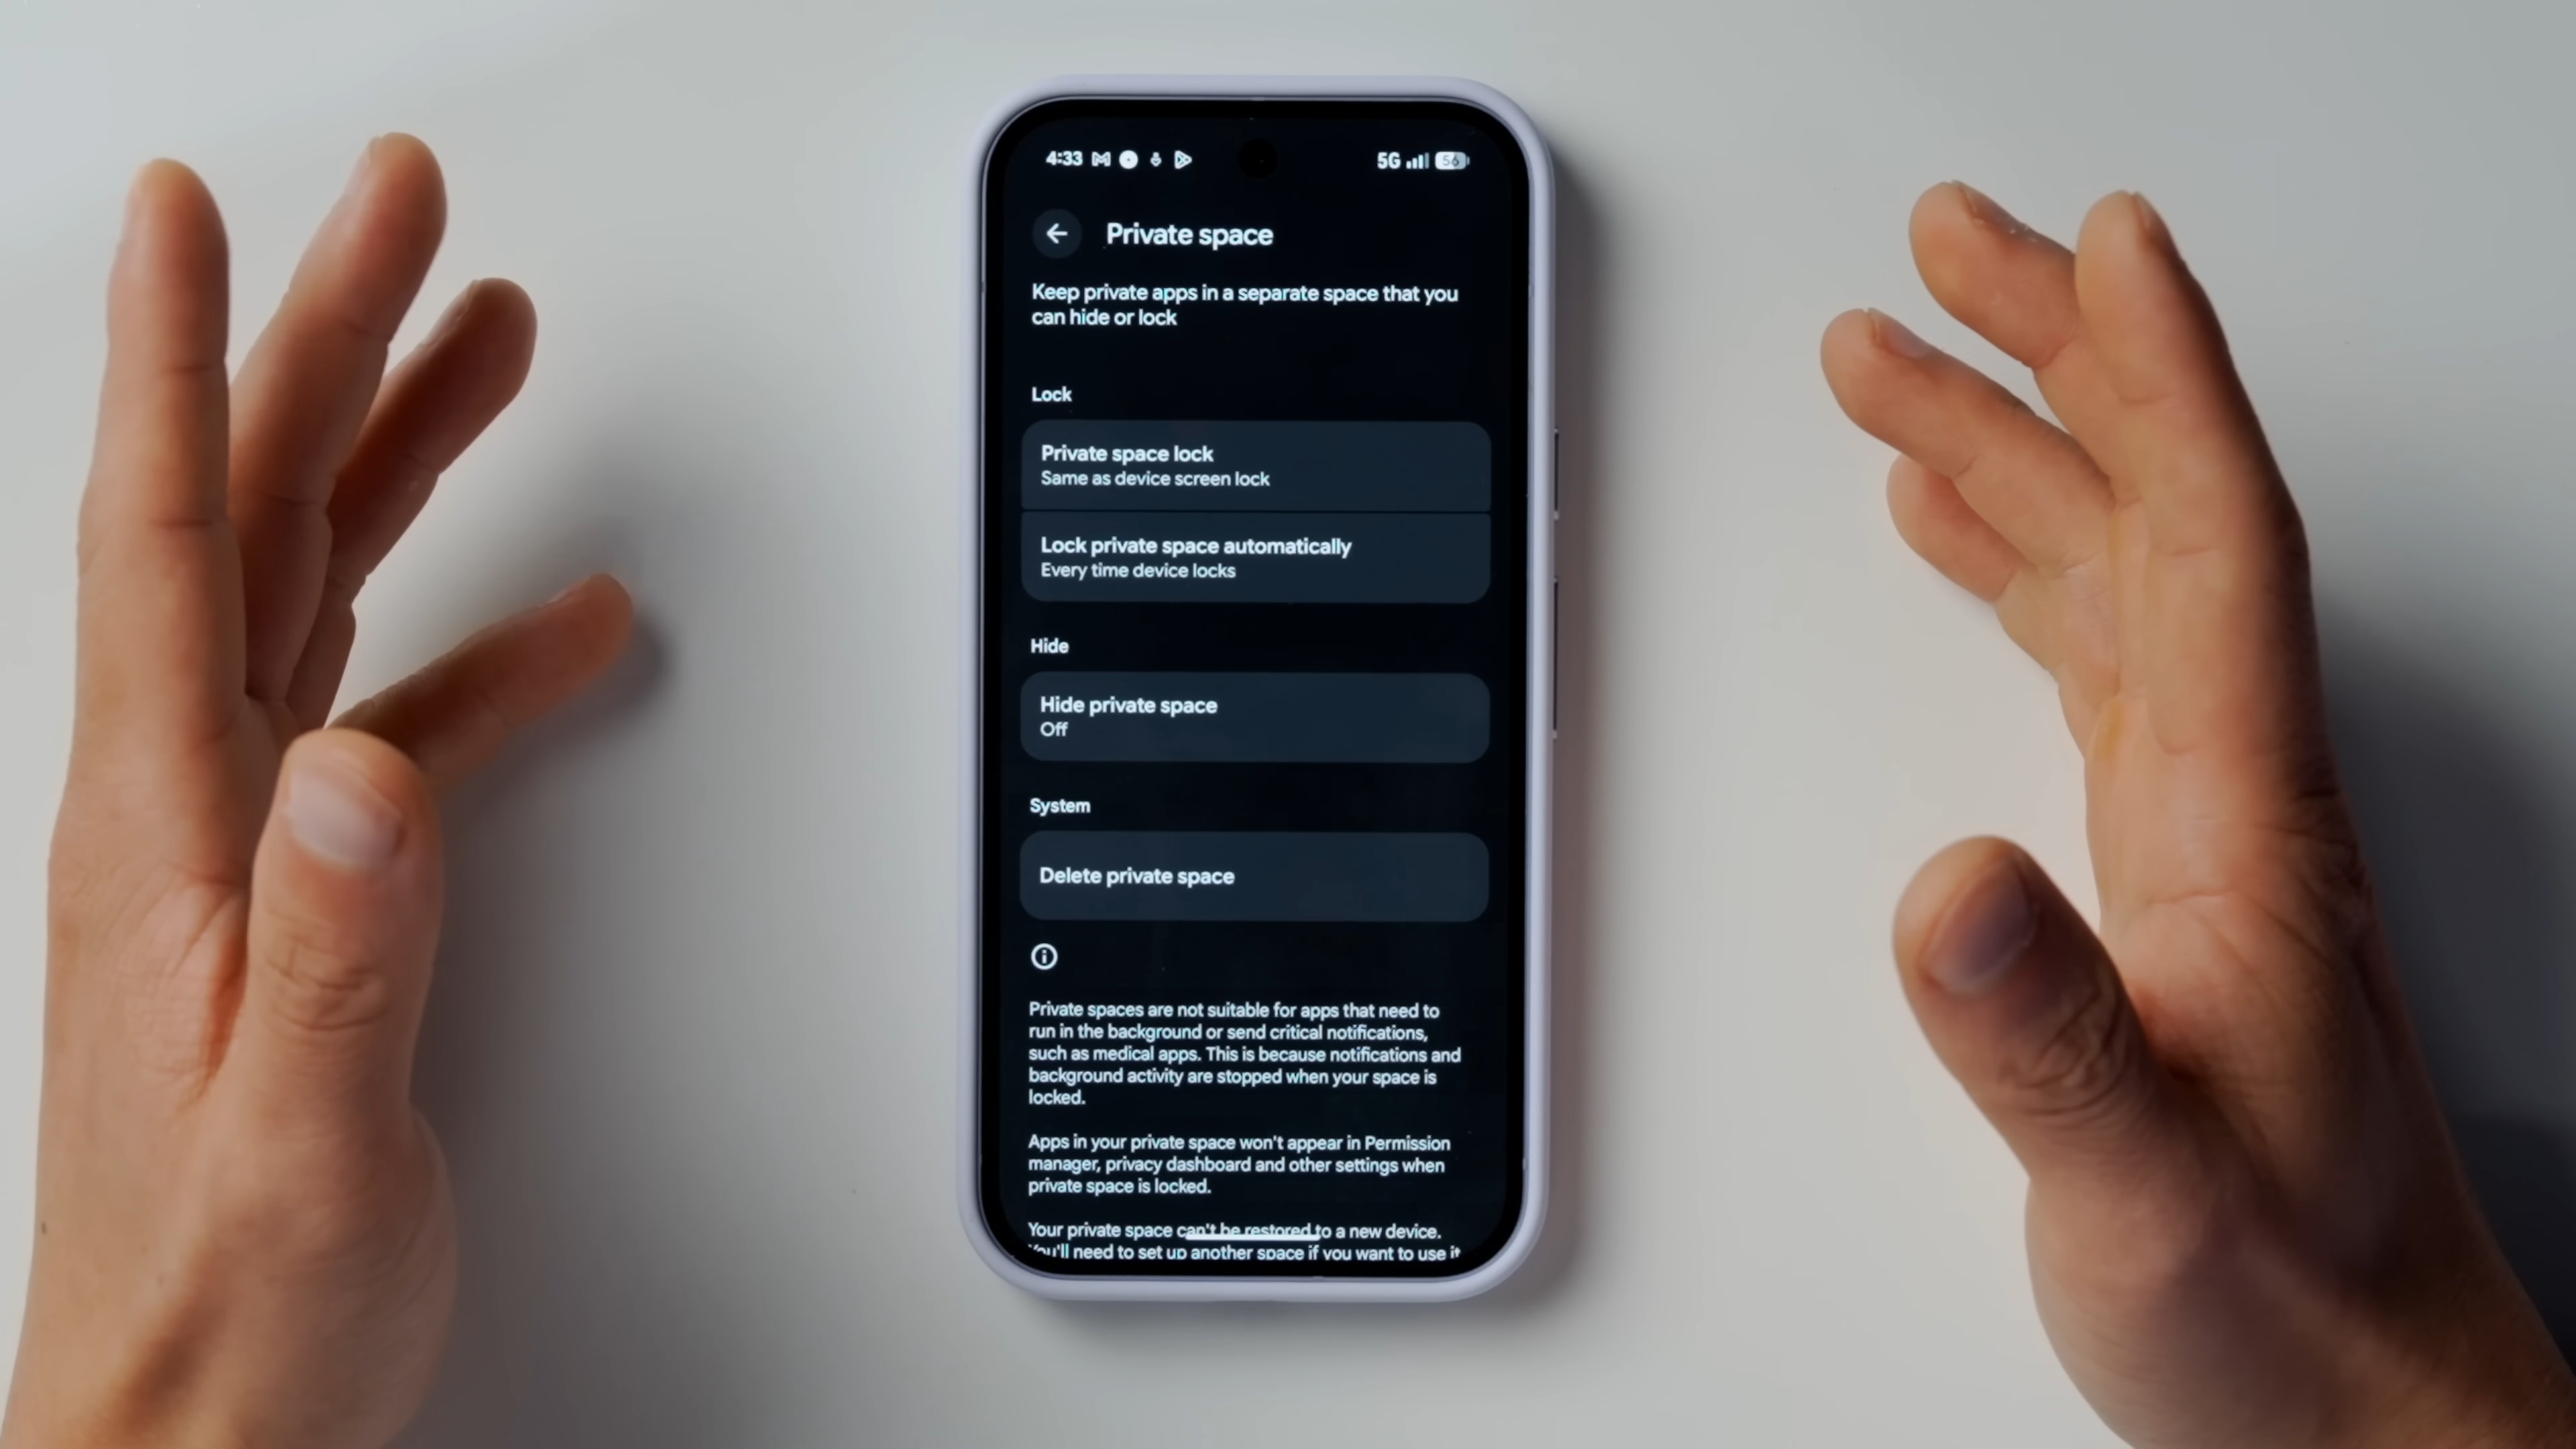 4:33 5G 56
Private space
Keep private apps in a separate space that you
can hide or lock
Lock
Private space lock
Same as device screen lock
Lock private space automatically
Every time device locks
Hide
Hide private space
Off
System
Delete private space
Private spaces are not suitable for apps that need to
run in the background or send critical notifications,
such as medical apps. This is because notifications and
background activity are stopped when your space is
locked.
Apps in your private space won't appear in Permission
manager, privacy dashboard and other settings when
private space is locked.
Your private space can't be restored to a new device.
You'll need to set up another space if you want to use it